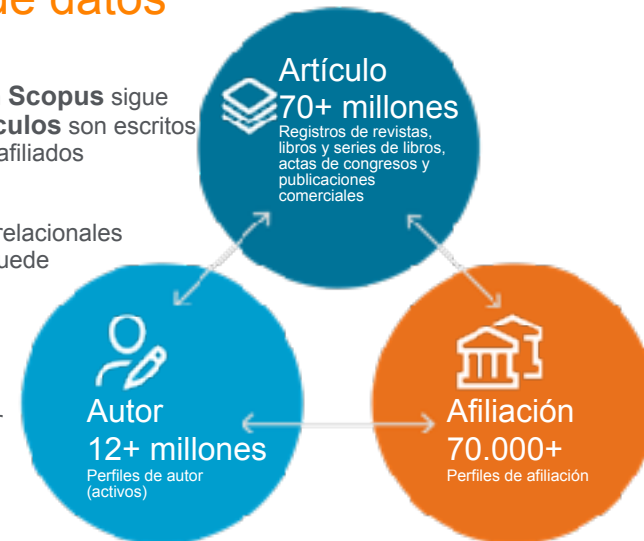 de datos
Scopus sigue
culos son escritos
afiliados
relacionales
uede
Artículo
70+ millones
Registros de revistas,
libros y series de libros,
actas de congresos y
publicaciones
comerciales
Autor
12+ millones
Perfiles de autor
(activos)
Afiliación
70.000+
Perfiles de afiliación